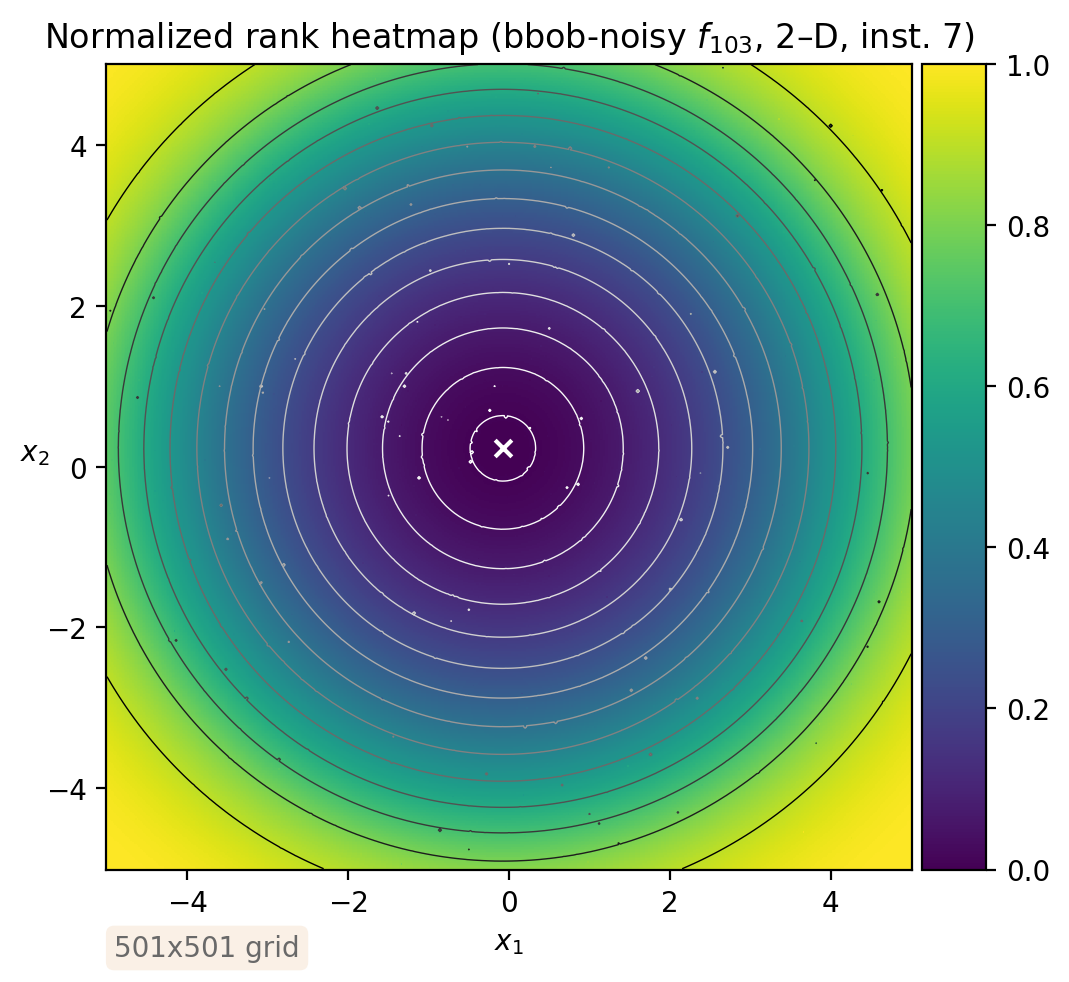 Normalized rank heatmap (bbob-noisy f₁₀₃, 2–D, inst. 7)
1.0
0.8
0.6
0.4
0.2
0.0
4
2
0
−2
−4
x₂
−4 −2 0 2 4
x₁
501x501 grid